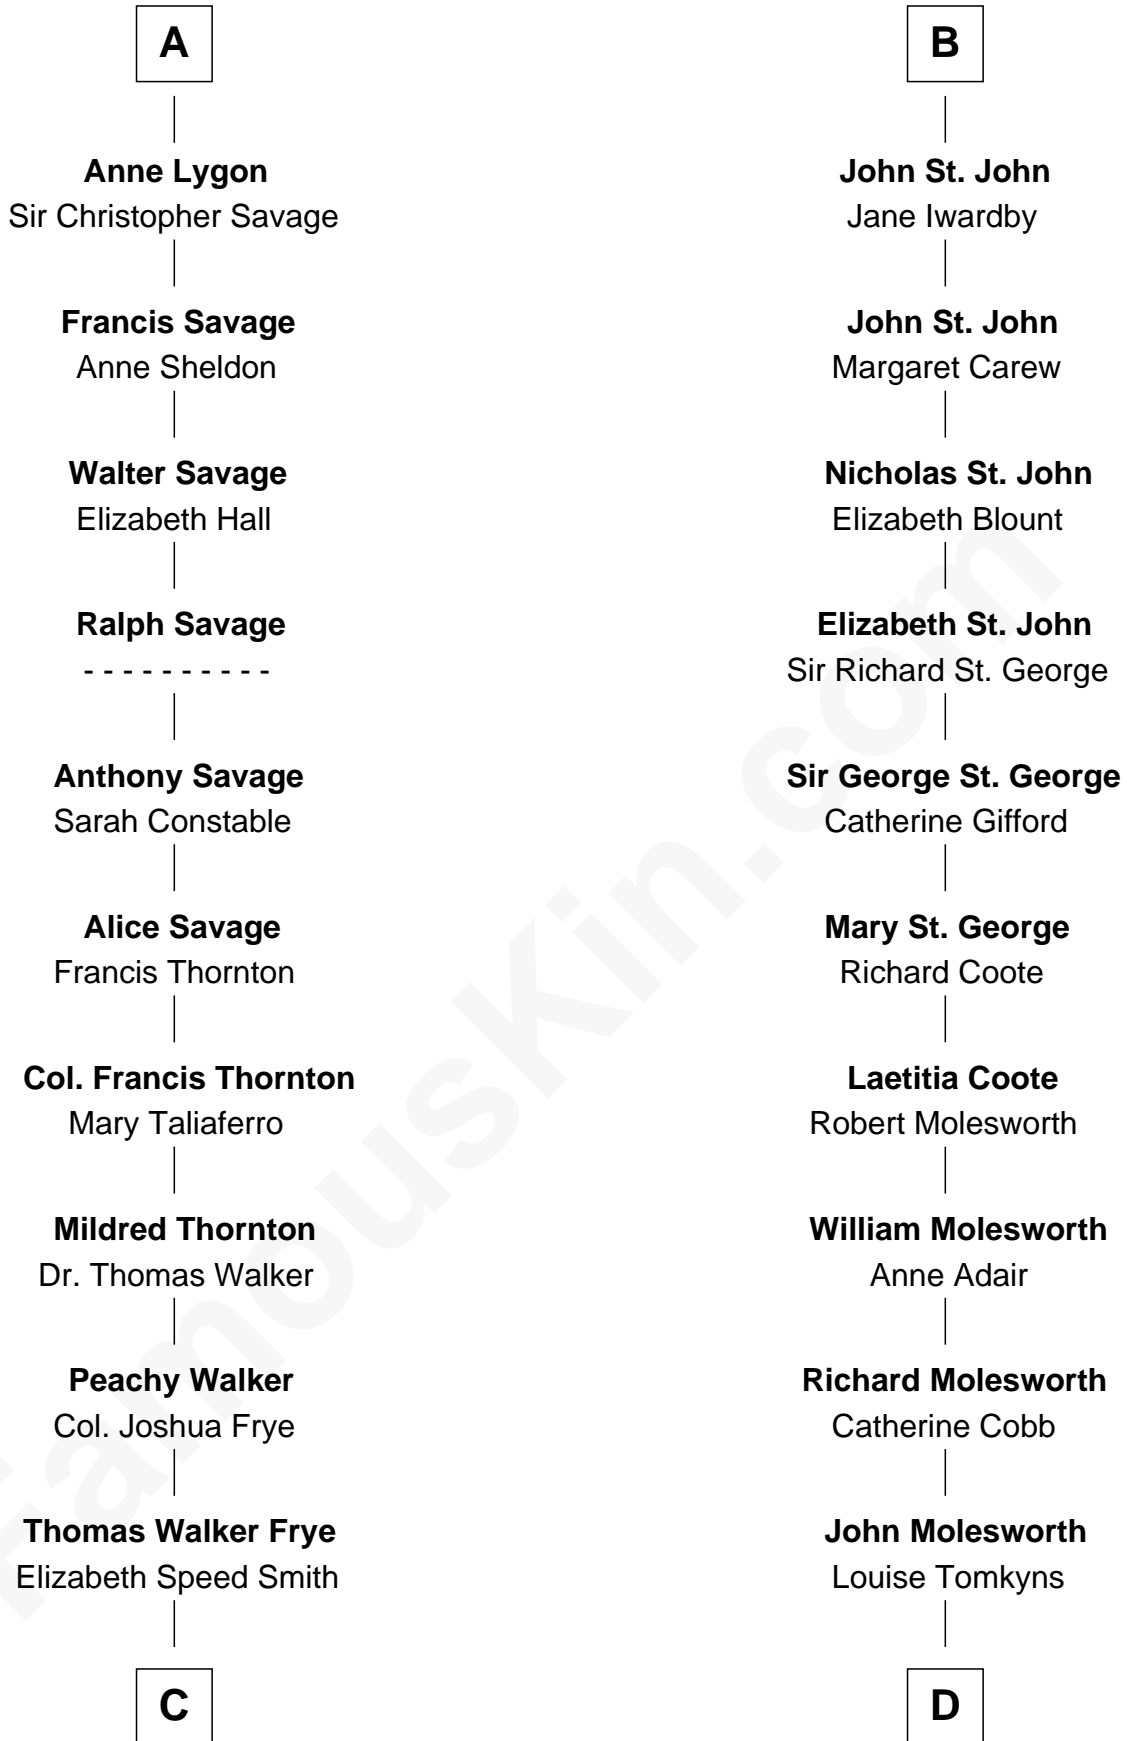 A
Anne Lygon
Sir Christopher Savage
Francis Savage
Anne Sheldon
Walter Savage
Elizabeth Hall
Ralph Savage
- - - - - - - - - -
Anthony Savage
Sarah Constable
Alice Savage
Francis Thornton
Col. Francis Thornton
Mary Taliaferro
Mildred Thornton
Dr. Thomas Walker
Peachy Walker
Col. Joshua Frye
Thomas Walker Frye
Elizabeth Speed Smith
C
B
John St. John
Jane Iwardby
John St. John
Margaret Carew
Nicholas St. John
Elizabeth Blount
Elizabeth St. John
Sir Richard St. George
Sir George St. George
Catherine Gifford
Mary St. George
Richard Coote
Laetitia Coote
Robert Molesworth
William Molesworth
Anne Adair
Richard Molesworth
Catherine Cobb
John Molesworth
Louise Tomkyns
D
FamousKin.com